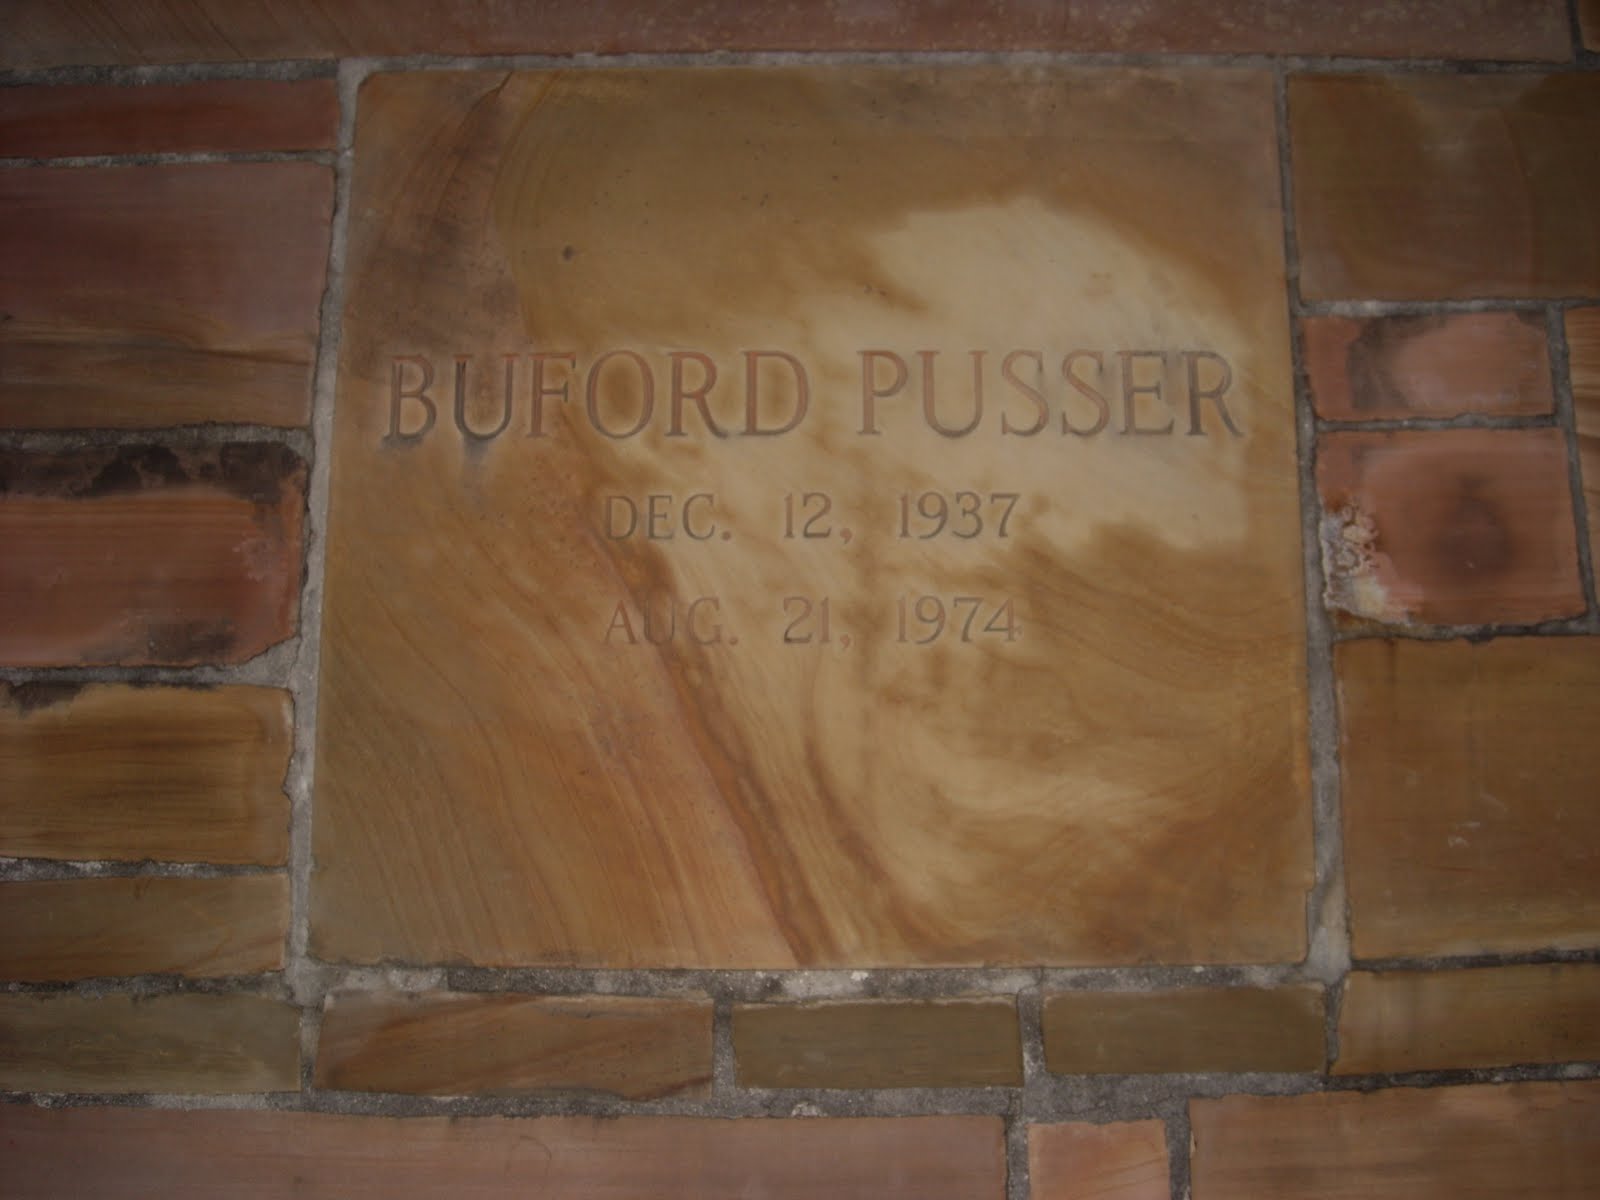 BUFORD PUSSER
DEC. 12, 1937
AUG. 21, 1974